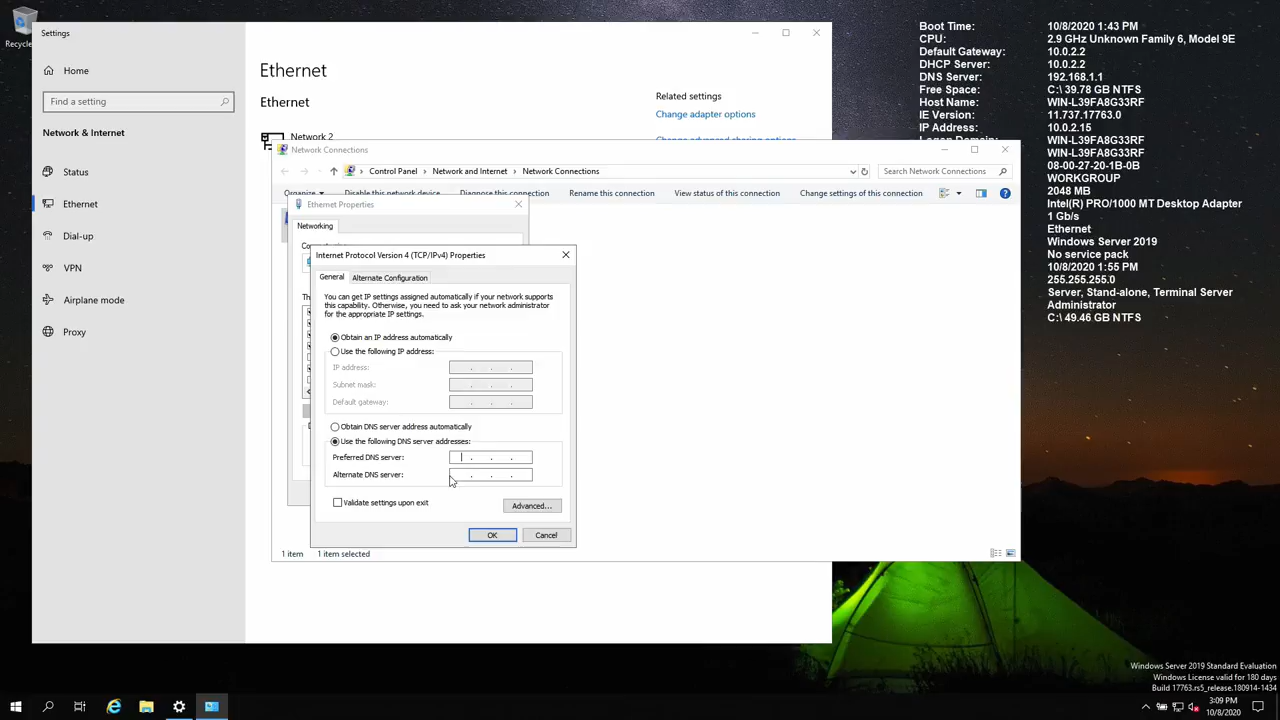 Recycle
Settings
Home
Find a setting
Network & Internet
Status
Ethernet
Dial-up
VPN
Airplane mode
Proxy
Ethernet
Ethernet
Network 2
Related settings
Change adapter options
Change advanced sharing options
Network Connections
Control Panel
Network and Internet
Network Connections
Search Network Connections
Organize
Disable this network device
Diagnose this connection
Rename this connection
View status of this connection
Change settings of this connection
Ethernet Properties
Networking
Internet Protocol Version 4 (TCP/IPv4) Properties
General
Alternate Configuration
You can get IP settings assigned automatically if your network supports
this capability. Otherwise, you need to ask your network administrator
for the appropriate IP settings.
Obtain an IP address automatically
Use the following IP address:
IP address:
Subnet mask:
Default gateway:
Obtain DNS server address automatically
Use the following DNS server addresses:
Preferred DNS server:
Alternate DNS server:
Validate settings upon exit
Advanced...
OK
Cancel
1 item
1 item selected
Boot Time: 10/8/2020 1:43 PM
CPU: 2.9 GHz Unknown Family 6, Model 9E
Default Gateway: 10.0.2.2
DHCP Server: 10.0.2.2
DNS Server: 192.168.1.1
Free Space: C:\ 39.78 GB NTFS
Host Name: WIN-L39FA8G33RF
IE Version: 11.737.17763.0
IP Address: 10.0.2.15
WIN-L39FA8G33RF
WIN-L39FA8G33RF
08-00-27-20-1B-0B
WORKGROUP
2048 MB
Intel(R) PRO/1000 MT Desktop Adapter
1 Gb/s
Ethernet
Windows Server 2019
No service pack
10/8/2020 1:55 PM
255.255.255.0
Server, Stand-alone, Terminal Server
Administrator
C:\ 49.46 GB NTFS
Windows Server 2019 Standard Evaluation
Windows License valid for 180 days
Build 17763.rs5_release.180914-1434
3:09 PM
10/8/2020